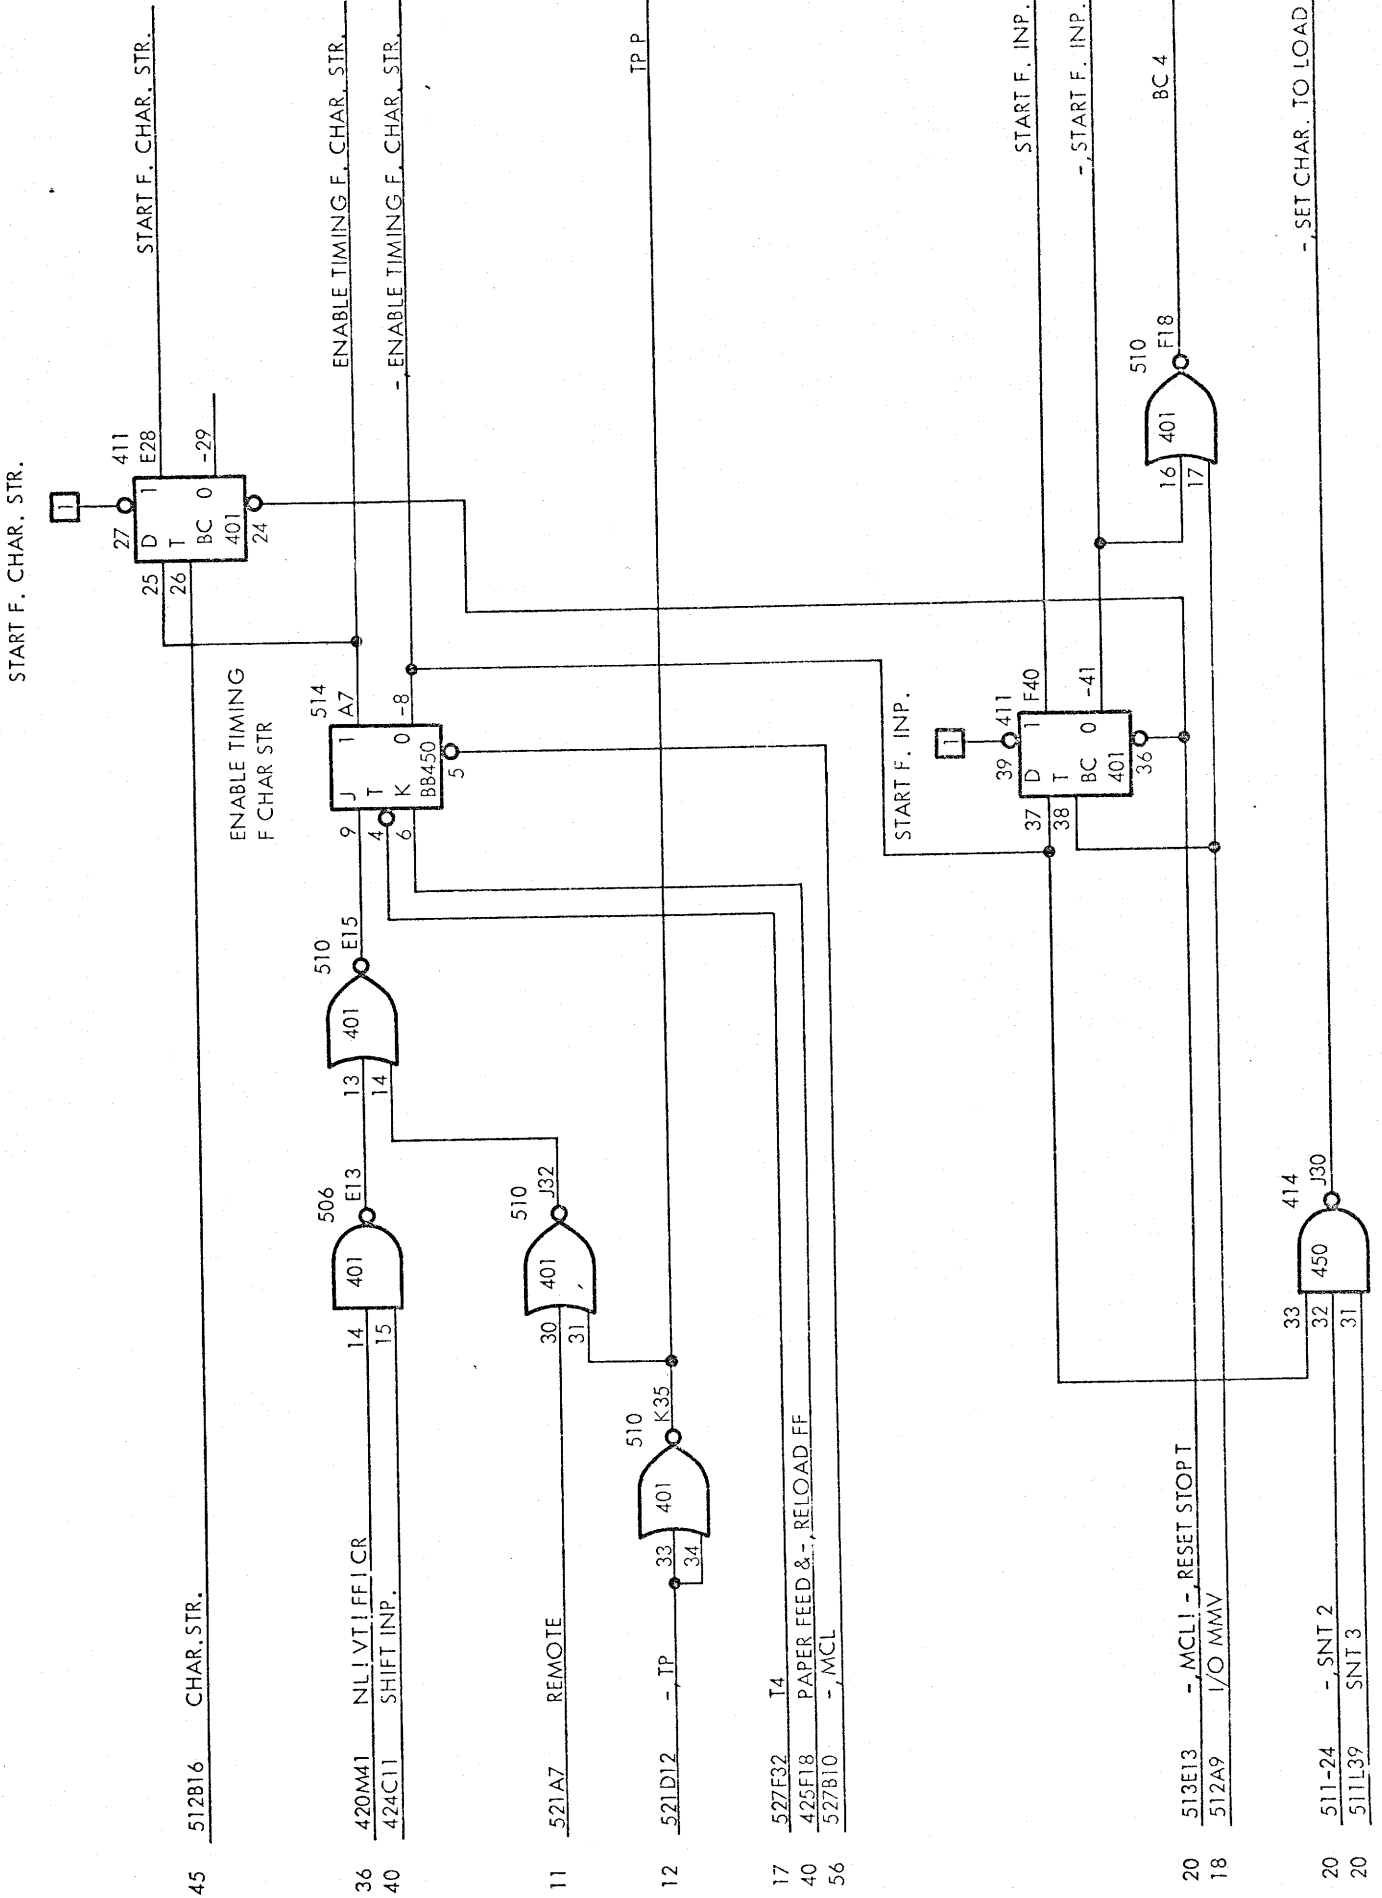 START F. CHAR. STR.
411
27
25
26
D
T
1
BC 0
401
24
E28
-29
1
START F. CHAR. STR.
ENABLE TIMING
F CHAR STR
514
9
4
6
J
T
K
1
0
BB450
5
A7
-8
ENABLE TIMING F. CHAR. STR.
-, ENABLE TIMING F. CHAR. STR.
510
401
13
14
E15
506
401
14
15
E13
510
401
30
31
J32
510
401
33
34
K35
TP P
START F. INP.
1
39
411
37
38
D
T
1
BC 0
401
36
F40
-41
START F. INP.
-, START F. INP.
510
401
16
17
F18
BC 4
414
450
33
32
31
J30
-, SET CHAR. TO LOAD
45 512B16 CHAR.STR.
36 420M41 NL!VT!FF!CR
40 424C11 SHIFT INP.
11 521A7 REMOTE
12 521D12 -, TP
17 527F32 T4
40 425F18 PAPER FEED &-, RELOAD FF
56 527B10 -, MCL
20 513E13 -, MCL! -, RESET STOP T
18 512A9 I/O MMV
20 511-24 -, SNT 2
20 511L39 SNT 3